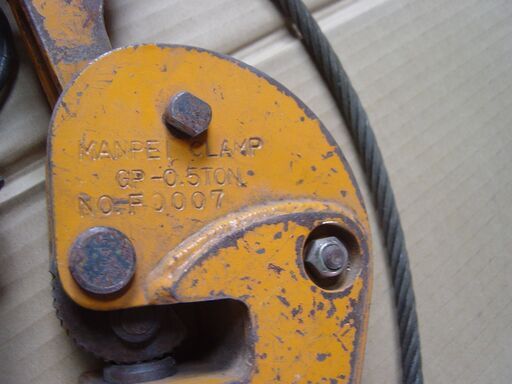 MANPEI CLAMP
GP-0.5TON
NO-F0007